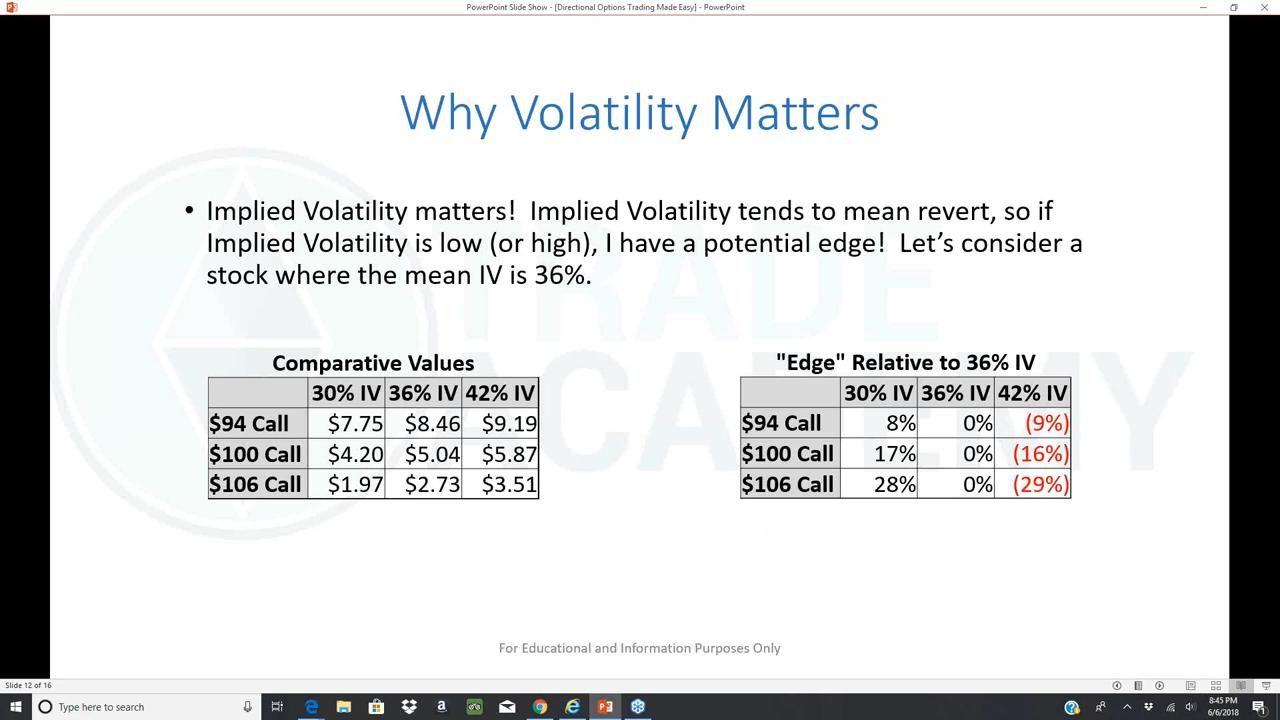 PowerPoint Slide Show - [Directional Options Trading Made Easy] - PowerPoint
Why Volatility Matters
TRADE
ACADEMY
• Implied Volatility matters!  Implied Volatility tends to mean revert, so if
Implied Volatility is low (or high), I have a potential edge!  Let's consider a
stock where the mean IV is 36%.
Comparative Values
30% IV 36% IV 42% IV
$94 Call $7.75 $8.46 $9.19
$100 Call $4.20 $5.04 $5.87
$106 Call $1.97 $2.73 $3.51
"Edge" Relative to 36% IV
30% IV 36% IV 42% IV
$94 Call 8% 0% (9%)
$100 Call 17% 0% (16%)
$106 Call 28% 0% (29%)
For Educational and Information Purposes Only
Slide 12 of 16
Type here to search
8:45 PM
6/6/2018